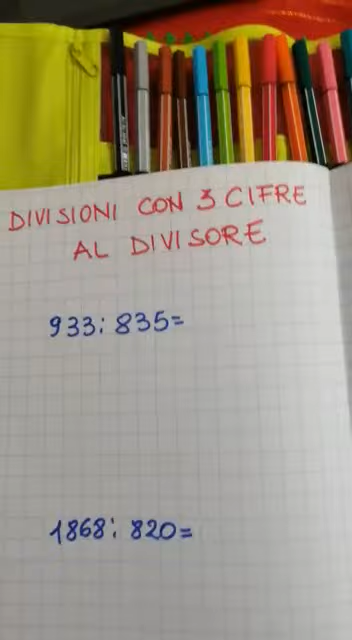 DIVISIONI CON 3 CIFRE
AL DIVISORE
933:835=
1868:820=